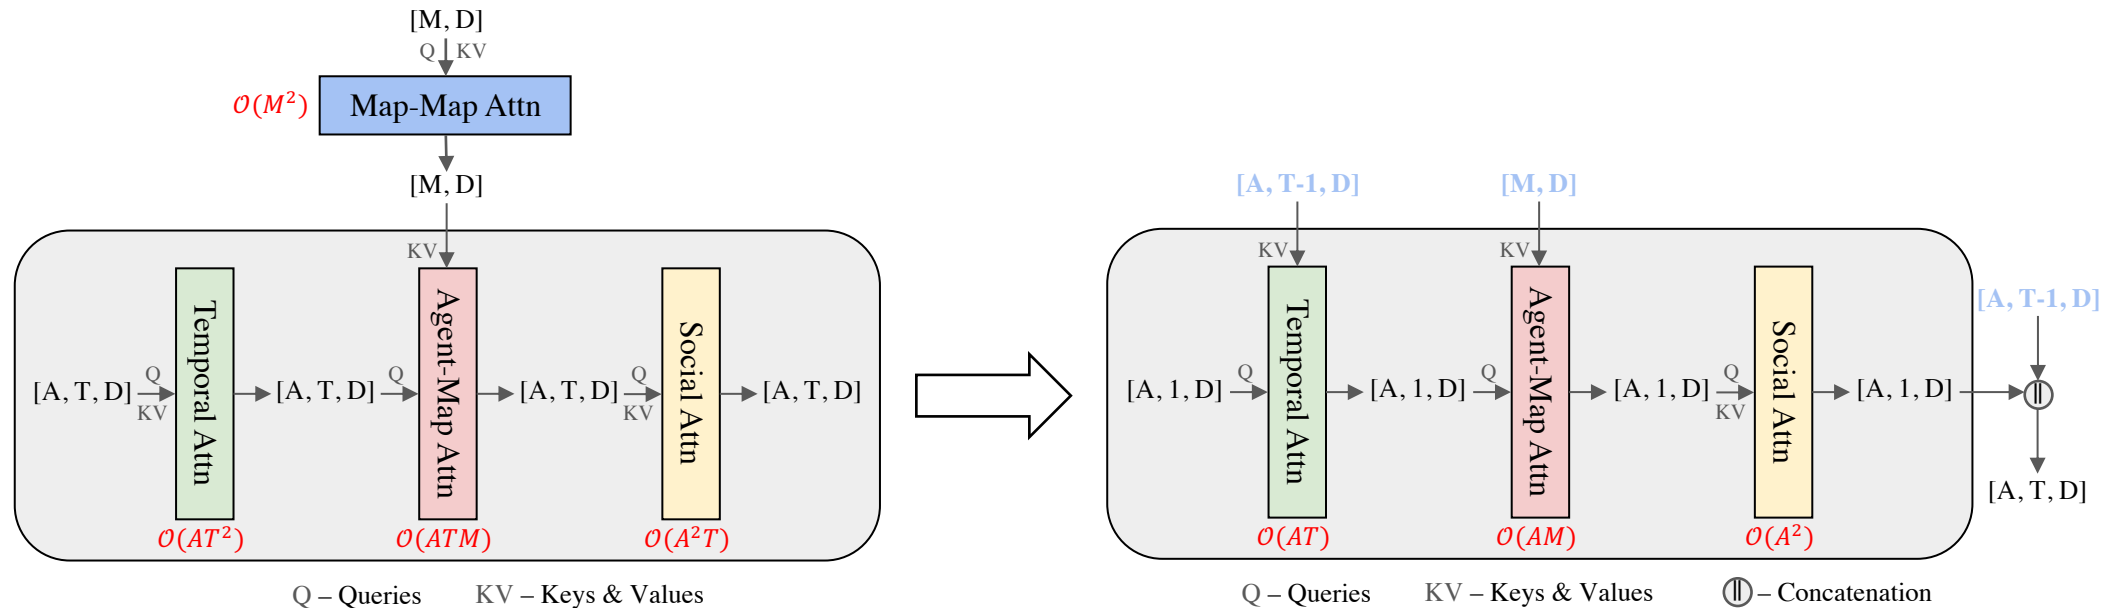 [M, D]
Q KV
𝒪(M²) Map-Map Attn
[M, D]
KV
Temporal Attn
Agent-Map Attn
Social Attn
[A, T, D] Q KV [A, T, D] Q [A, T, D] Q KV [A, T, D]
𝒪(AT²) 𝒪(ATM) 𝒪(A²T)
Q – Queries KV – Keys & Values
[A, T-1, D] [M, D]
KV KV
Temporal Attn
Agent-Map Attn
Social Attn
[A, T-1, D]
[A, 1, D] Q [A, 1, D] Q [A, 1, D] Q KV [A, 1, D] ||
[A, T, D]
𝒪(AT) 𝒪(AM) 𝒪(A²)
Q – Queries KV – Keys & Values || – Concatenation